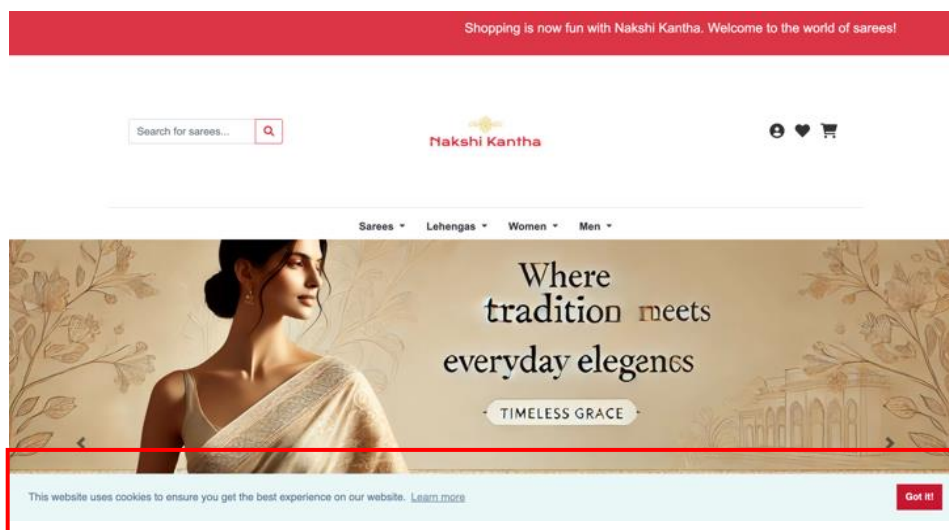 Shopping is now fun with Nakshi Kantha. Welcome to the world of sarees!
Search for sarees...
Nakshi Kantha
Sarees Lehengas Women Men
Where
tradition meets
everyday elegenɢs
TIMELESS GRACE
This website uses cookies to ensure you get the best experience on our website. Learn more
Got it!